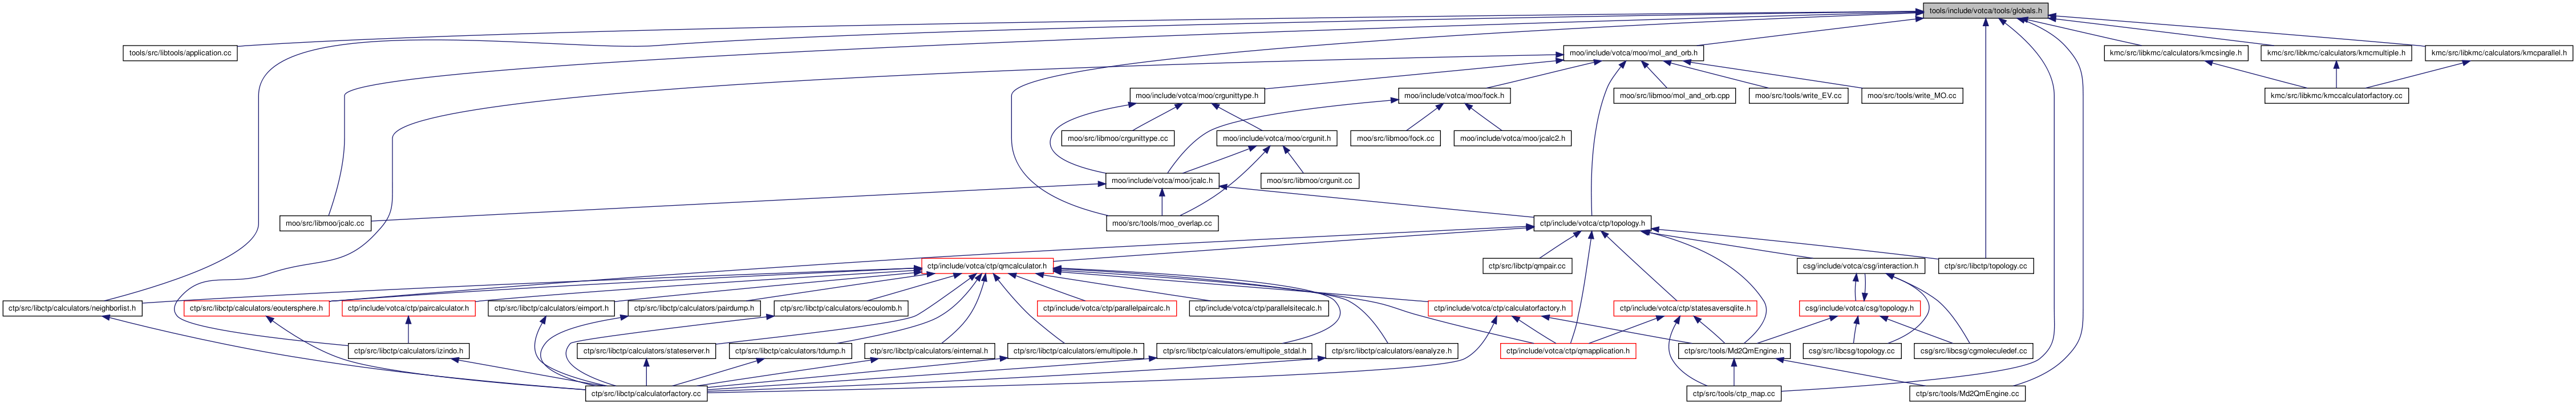 tools/include/votca/tools/globals.h
tools/src/libtools/application.cc
moo/include/votca/moo/mol_and_orb.h
kmc/src/libkmc/calculators/kmcsingle.h
kmc/src/libkmc/calculators/kmcmultiple.h
kmc/src/libkmc/calculators/kmcparallel.h
moo/include/votca/moo/crgunittype.h
moo/include/votca/moo/fock.h
moo/src/libmoo/mol_and_orb.cpp
moo/src/tools/write_EV.cc
moo/src/tools/write_MO.cc
kmc/src/libkmc/kmccalculatorfactory.cc
moo/src/libmoo/crgunittype.cc
moo/include/votca/moo/crgunit.h
moo/src/libmoo/fock.cc
moo/include/votca/moo/jcalc2.h
moo/include/votca/moo/jcalc.h
moo/src/libmoo/crgunit.cc
moo/src/libmoo/jcalc.cc
moo/src/tools/moo_overlap.cc
ctp/include/votca/ctp/topology.h
ctp/include/votca/ctp/qmcalculator.h
ctp/src/libctp/qmpair.cc
csg/include/votca/csg/interaction.h
ctp/src/libctp/topology.cc
ctp/src/libctp/calculators/neighborlist.h
ctp/src/libctp/calculators/eoutersphere.h
ctp/include/votca/ctp/paircalculator.h
ctp/src/libctp/calculators/eimport.h
ctp/src/libctp/calculators/pairdump.h
ctp/src/libctp/calculators/ecoulomb.h
ctp/include/votca/ctp/parallelpaircalc.h
ctp/include/votca/ctp/parallelsitecalc.h
ctp/include/votca/ctp/calculatorfactory.h
ctp/include/votca/ctp/statesaversqlite.h
csg/include/votca/csg/topology.h
ctp/src/libctp/calculators/izindo.h
ctp/src/libctp/calculators/stateserver.h
ctp/src/libctp/calculators/tdump.h
ctp/src/libctp/calculators/einternal.h
ctp/src/libctp/calculators/emultipole.h
ctp/src/libctp/calculators/emultipole_stdal.h
ctp/src/libctp/calculators/eanalyze.h
ctp/include/votca/ctp/qmapplication.h
ctp/src/tools/Md2QmEngine.h
csg/src/libcsg/topology.cc
csg/src/libcsg/cgmoleculedef.cc
ctp/src/libctp/calculatorfactory.cc
ctp/src/tools/ctp_map.cc
ctp/src/tools/Md2QmEngine.cc